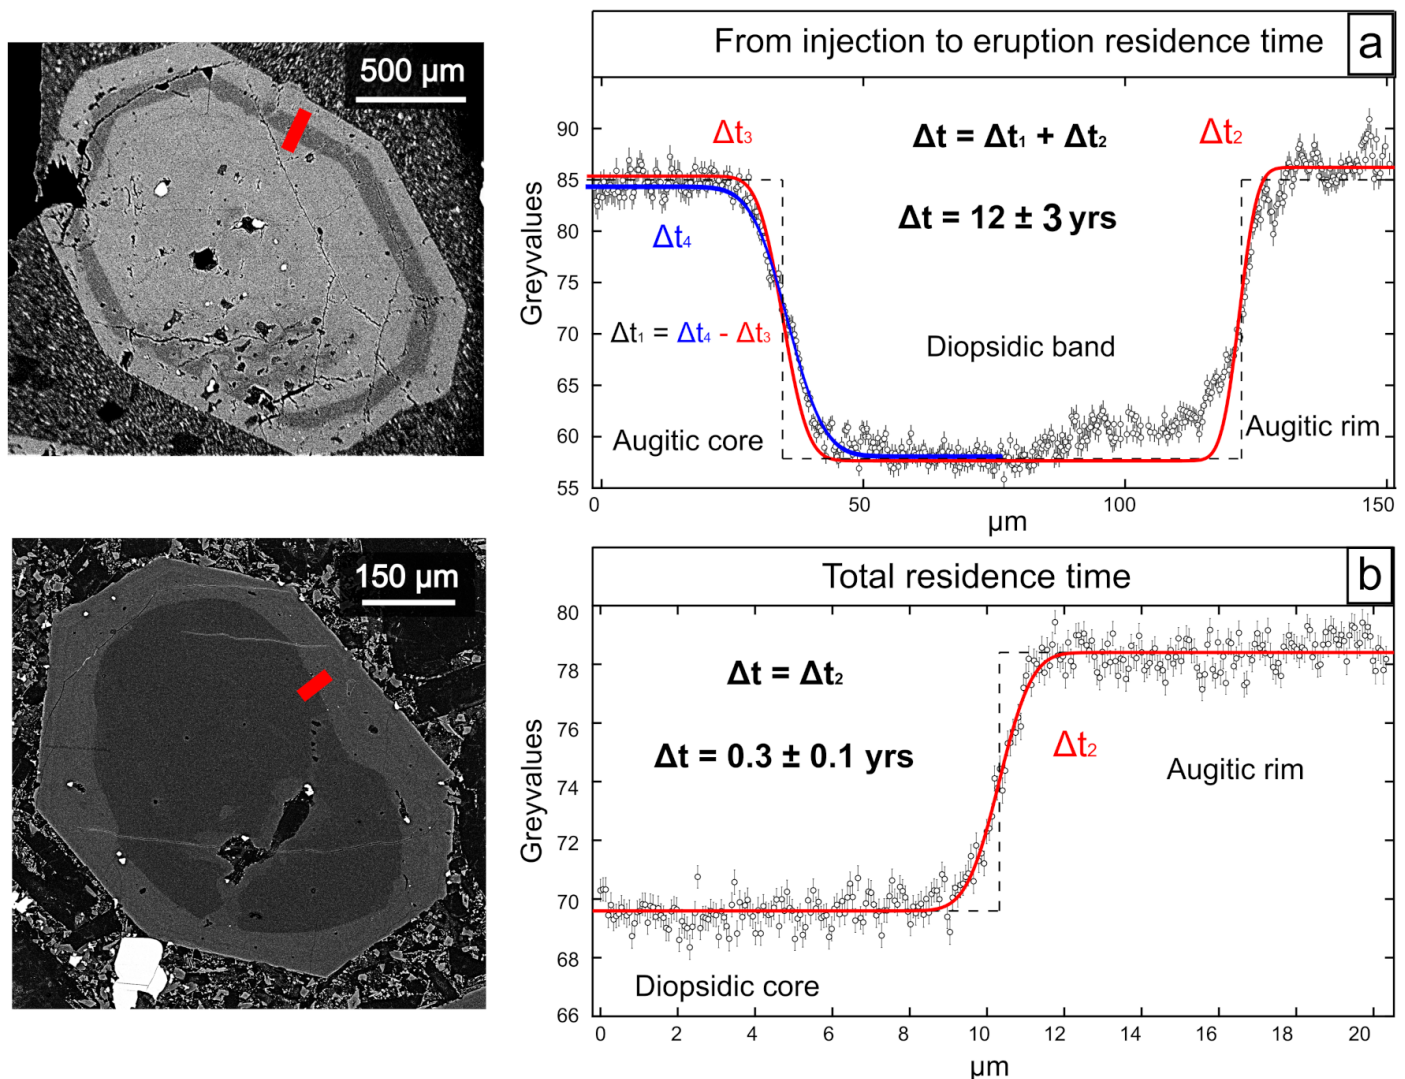 500 µm
From injection to eruption residence time
a
Greyvalues
90
85
80
75
70
65
60
55
Δt₃
Δt = Δt₁ + Δt₂
Δt₂
Δt = 12 ± 3 yrs
Δt₄
Δt₁ = Δt₄ - Δt₃
Diopsidic band
Augitic core
Augitic rim
0 50 100 150
µm
150 µm
Total residence time
b
Greyvalues
80
78
76
74
72
70
68
66
Δt = Δt₂
Δt = 0.3 ± 0.1 yrs
Δt₂
Augitic rim
Diopsidic core
0 2 4 6 8 10 12 14 16 18 20
µm